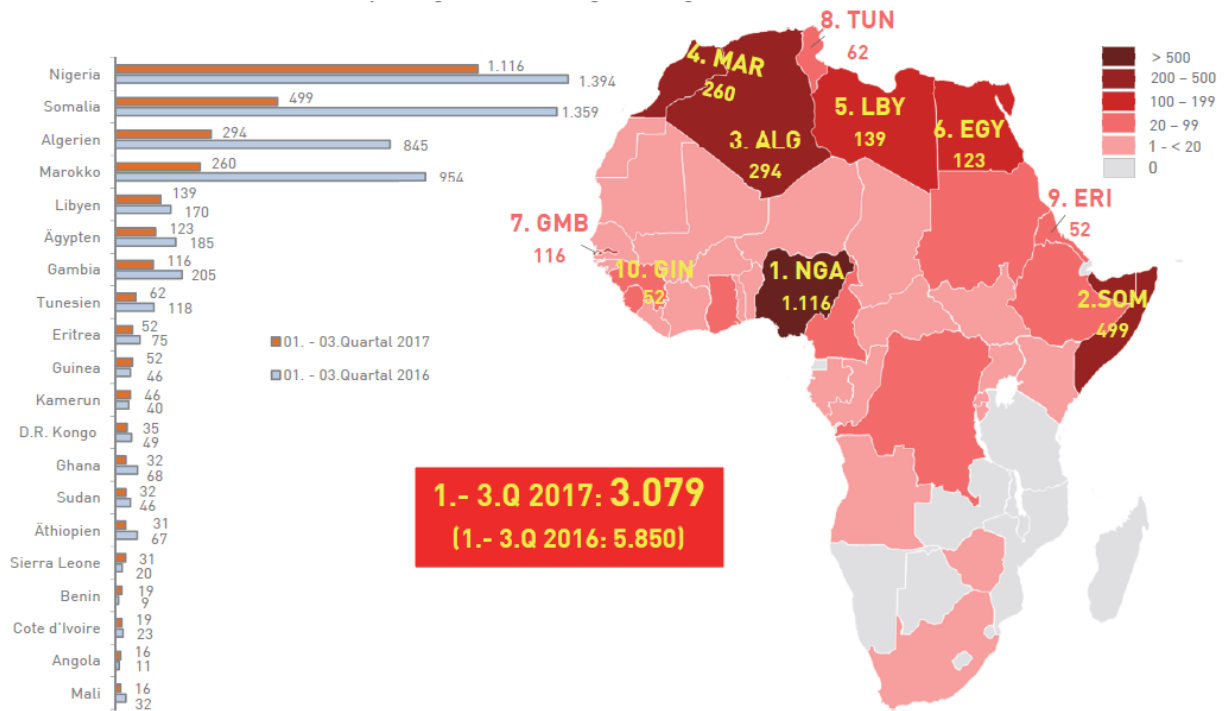 Nigeria
1.116
1.394
Somalia
499
1.359
Algerien
294
845
Marokko
260
954
Libyen
139
170
Ägypten
123
185
Gambia
116
205
Tunesien
62
118
Eritrea
52
75
Guinea
52
46
Kamerun
46
40
D.R. Kongo
35
49
Ghana
32
68
Sudan
32
46
Äthiopien
31
67
Sierra Leone
31
20
Benin
19
9
Cote d'Ivoire
19
23
Angola
16
11
Mali
16
32
01. - 03.Quartal 2017
01. - 03.Quartal 2016
8. TUN
62
4. MAR
260
5. LBY
139
6. EGY
123
3. ALG
294
9. ERI
52
7. GMB
116
10. GIN
52
1. NGA
1.116
2.SOM
499
> 500
200 – 500
100 – 199
20 – 99
1 - < 20
0
1.- 3.Q 2017: 3.079
(1.- 3.Q 2016: 5.850)